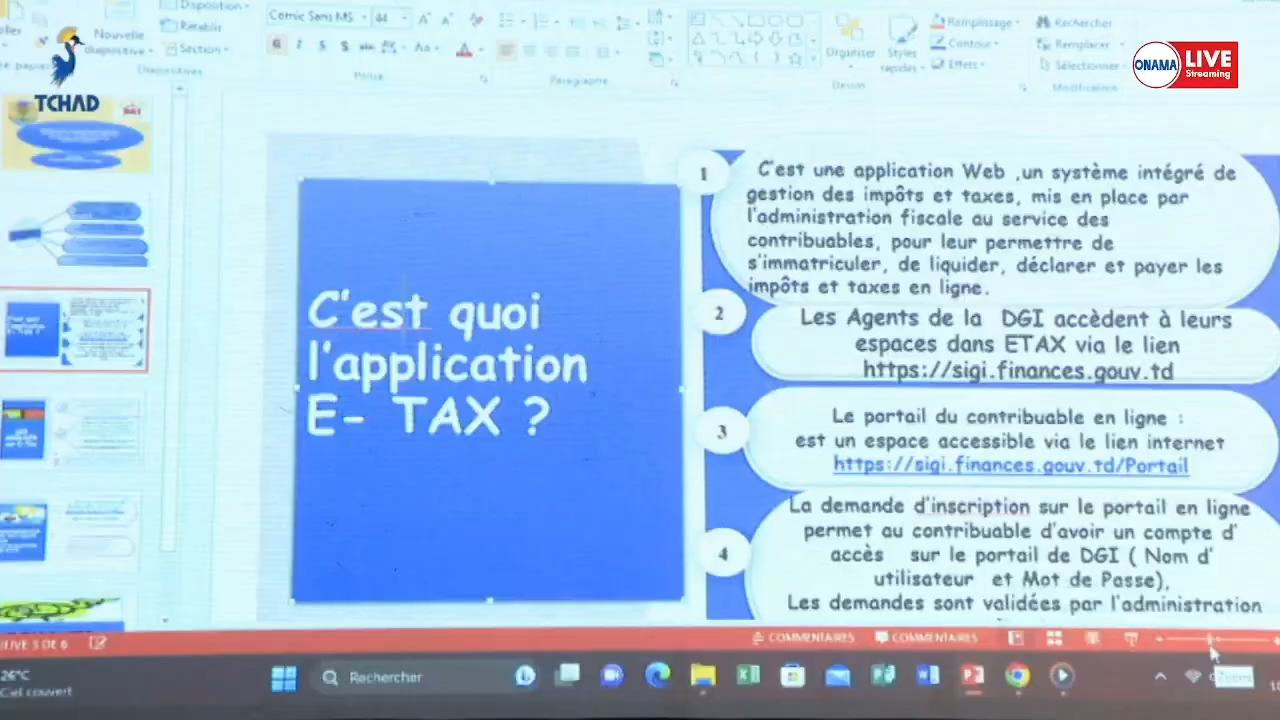 Disposition
Rétablir
Section
Nouvelle
diapositive
Diapositives
Comic Sans MS
44
Police
Paragraphe
Organiser
Styles
rapides
Remplissage
Contour
Effets
Dessin
Rechercher
Remplacer
Sélectionner
Modification
TCHAD
ONAMA
LIVE
Streaming
C'est quoi
l'application
E- TAX ?
1
C'est une application Web ,un système intégré de
gestion des impôts et taxes, mis en place par
l'administration fiscale au service des
contribuables, pour leur permettre de
s'immatriculer, de liquider, déclarer et payer les
impôts et taxes en ligne.
2
Les Agents de la DGI accèdent à leurs
espaces dans ETAX via le lien
https://sigi.finances.gouv.td
3
Le portail du contribuable en ligne :
est un espace accessible via le lien internet
https://sigi.finances.gouv.td/Portail
4
La demande d'inscription sur le portail en ligne
permet au contribuable d'avoir un compte d'
accès sur le portail de DGI ( Nom d'
utilisateur et Mot de Passe),
Les demandes sont validées par l'administration
DE 6
COMMENTAIRES
COMMENTAIRES
26°C
Ciel couvert
Rechercher
Zoom